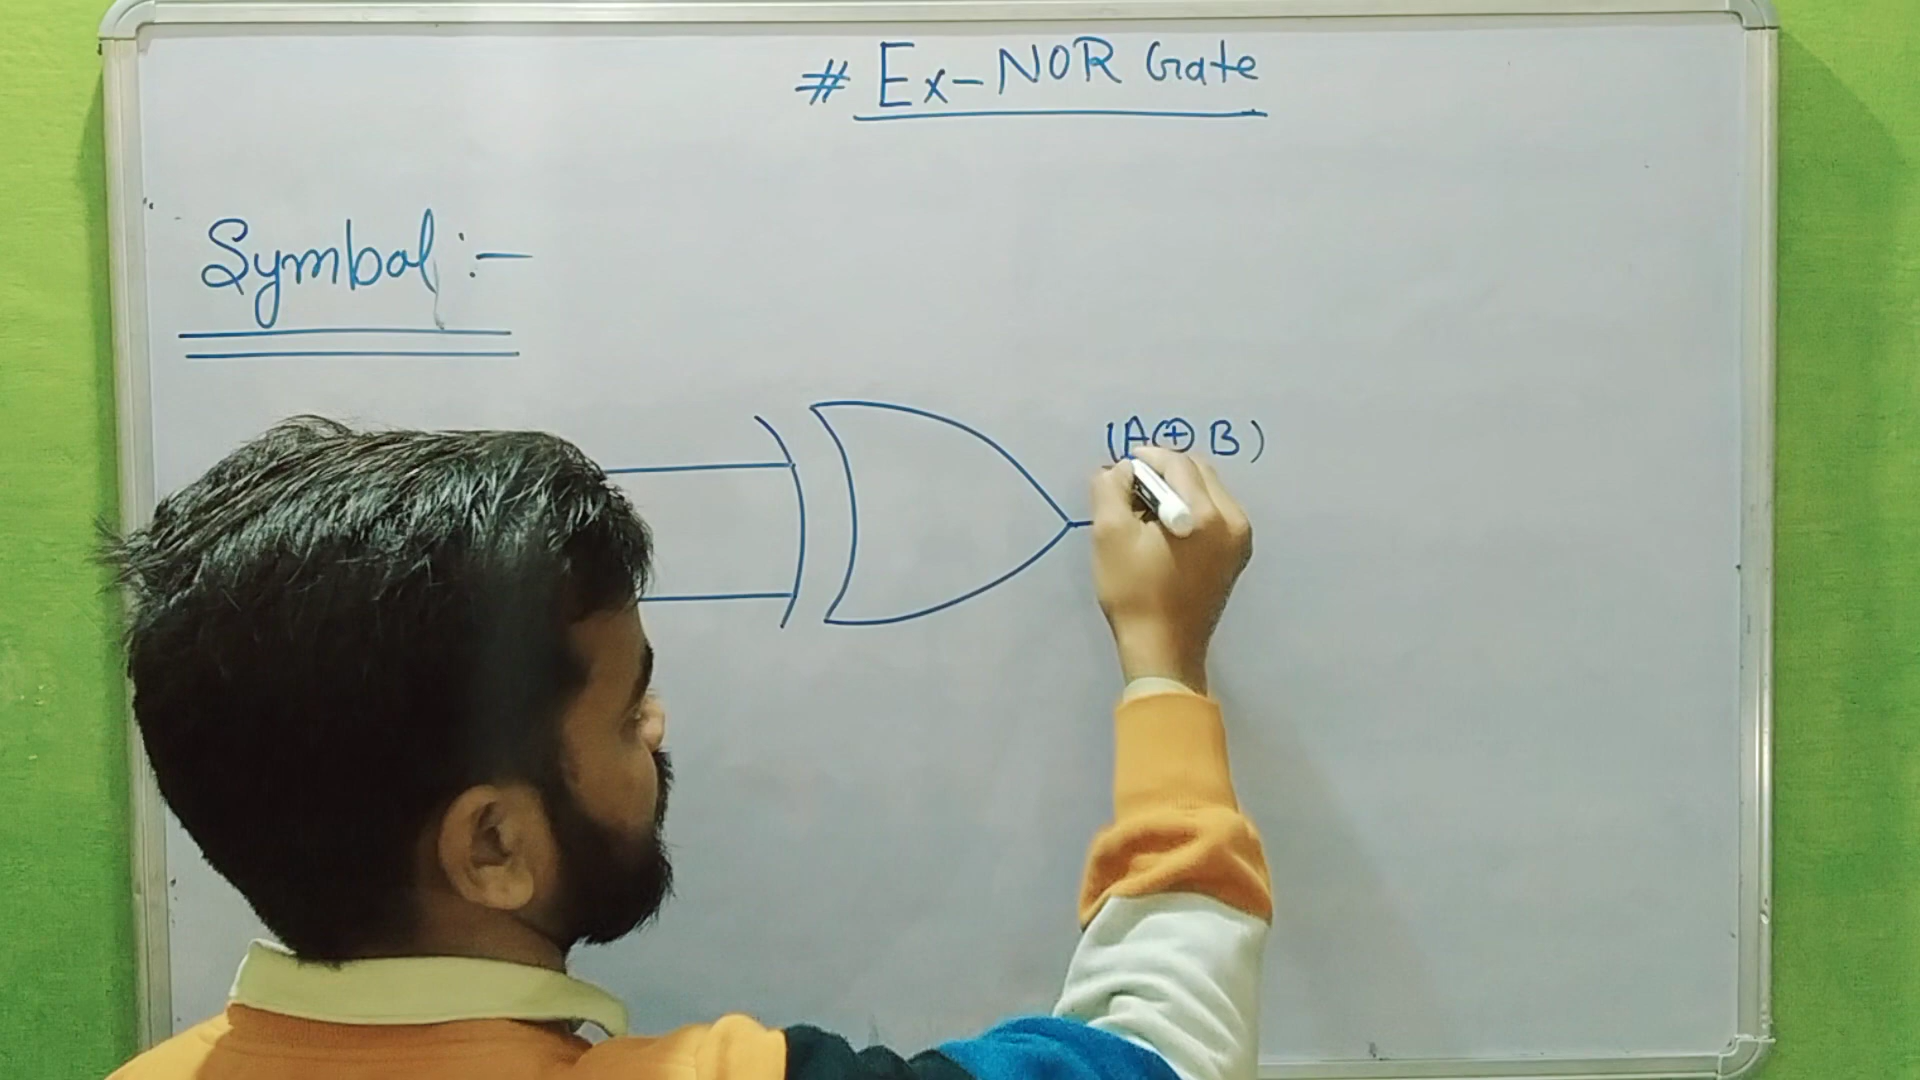 # Ex-NOR Gate
Symbol :-
(A⊕B)